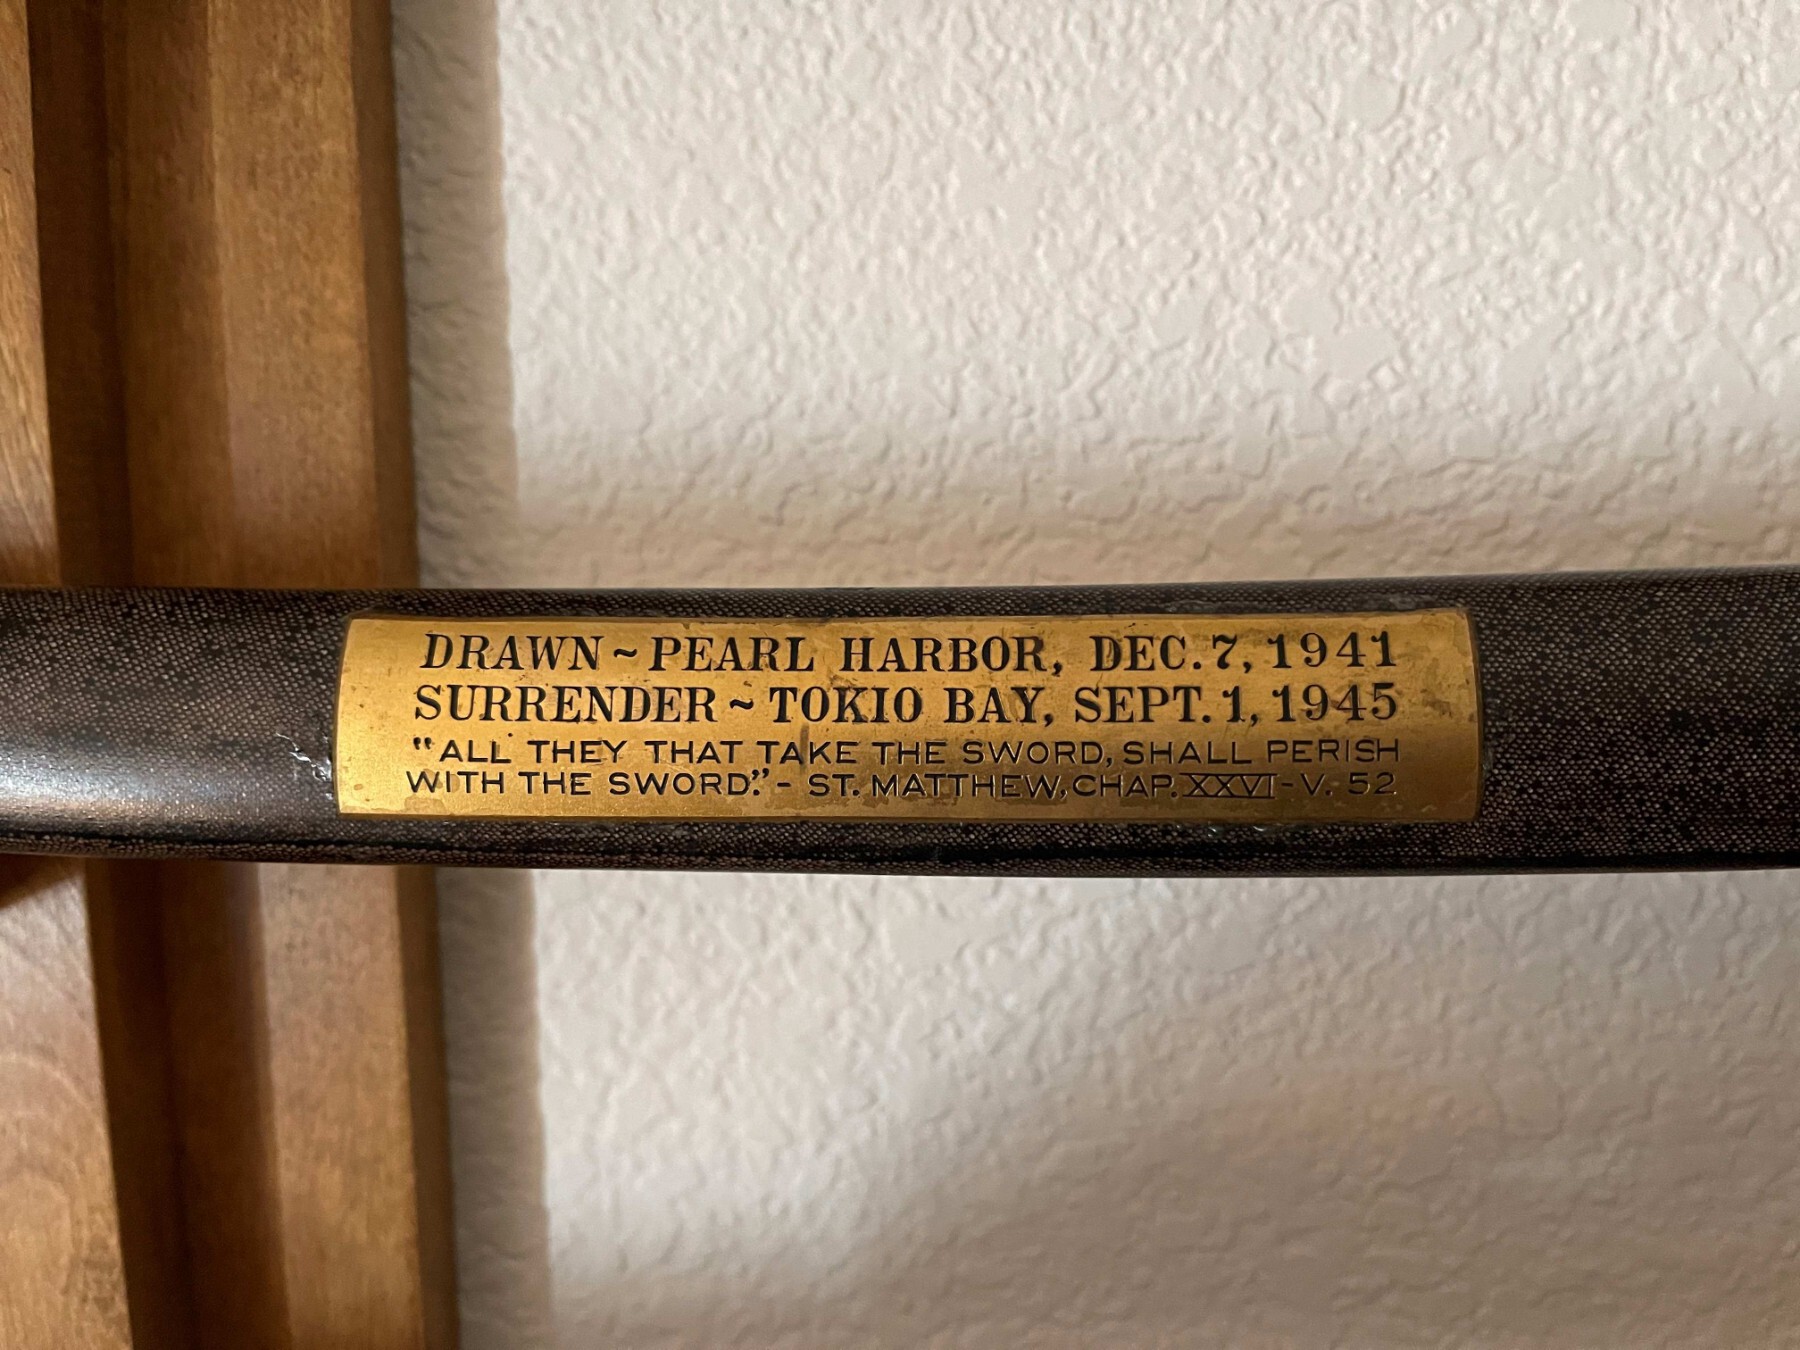 DRAWN ~ PEARL HARBOR, DEC. 7, 1941
SURRENDER ~ TOKIO BAY, SEPT. 1, 1945
"ALL THEY THAT TAKE THE SWORD, SHALL PERISH
WITH THE SWORD." - ST. MATTHEW, CHAP. XXVI - V. 52